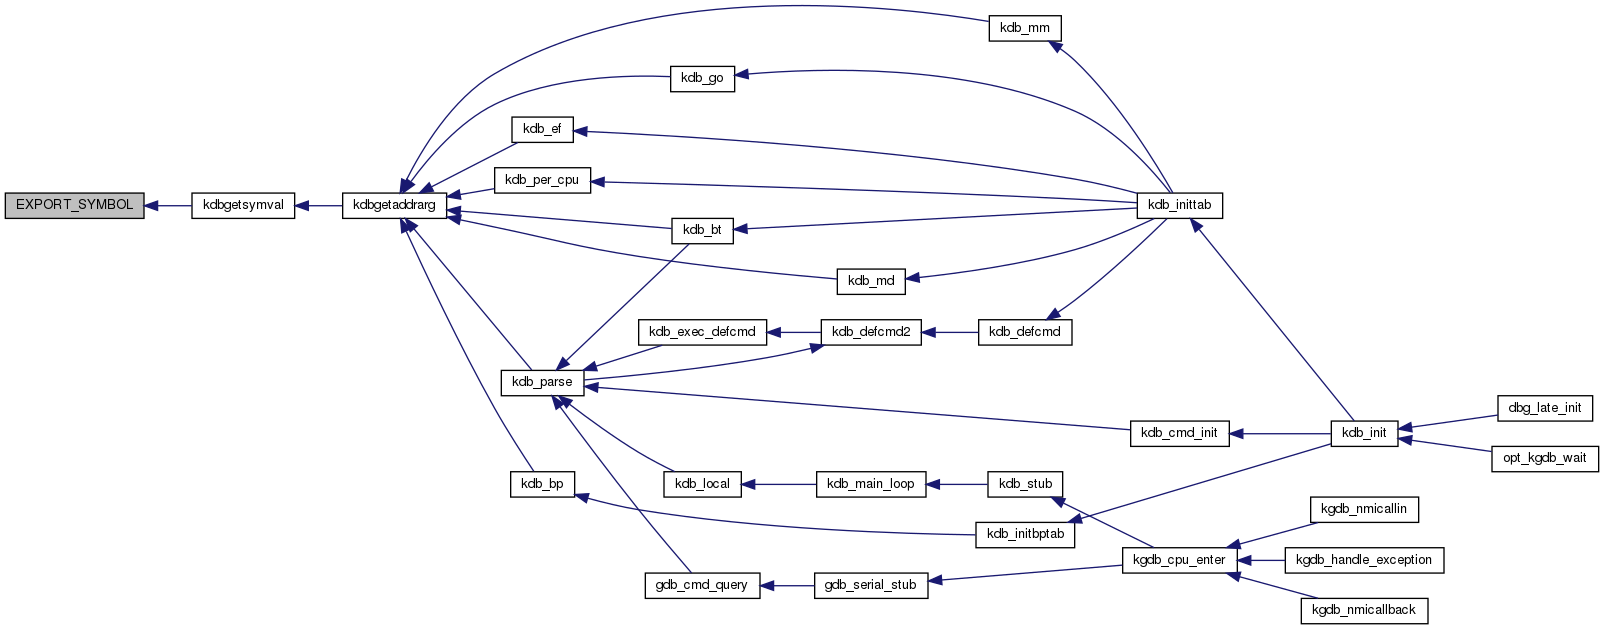 kdb_mm
kdb_go
kdb_ef
kdb_per_cpu
EXPORT_SYMBOL
kdbgetsymval
kdbgetaddrarg
kdb_inittab
kdb_bt
kdb_md
kdb_exec_defcmd
kdb_defcmd2
kdb_defcmd
kdb_parse
dbg_late_init
kdb_cmd_init
kdb_init
opt_kgdb_wait
kdb_bp
kdb_local
kdb_main_loop
kdb_stub
kgdb_nmicallin
kdb_initbptab
kgdb_cpu_enter
kgdb_handle_exception
gdb_cmd_query
gdb_serial_stub
kgdb_nmicallback